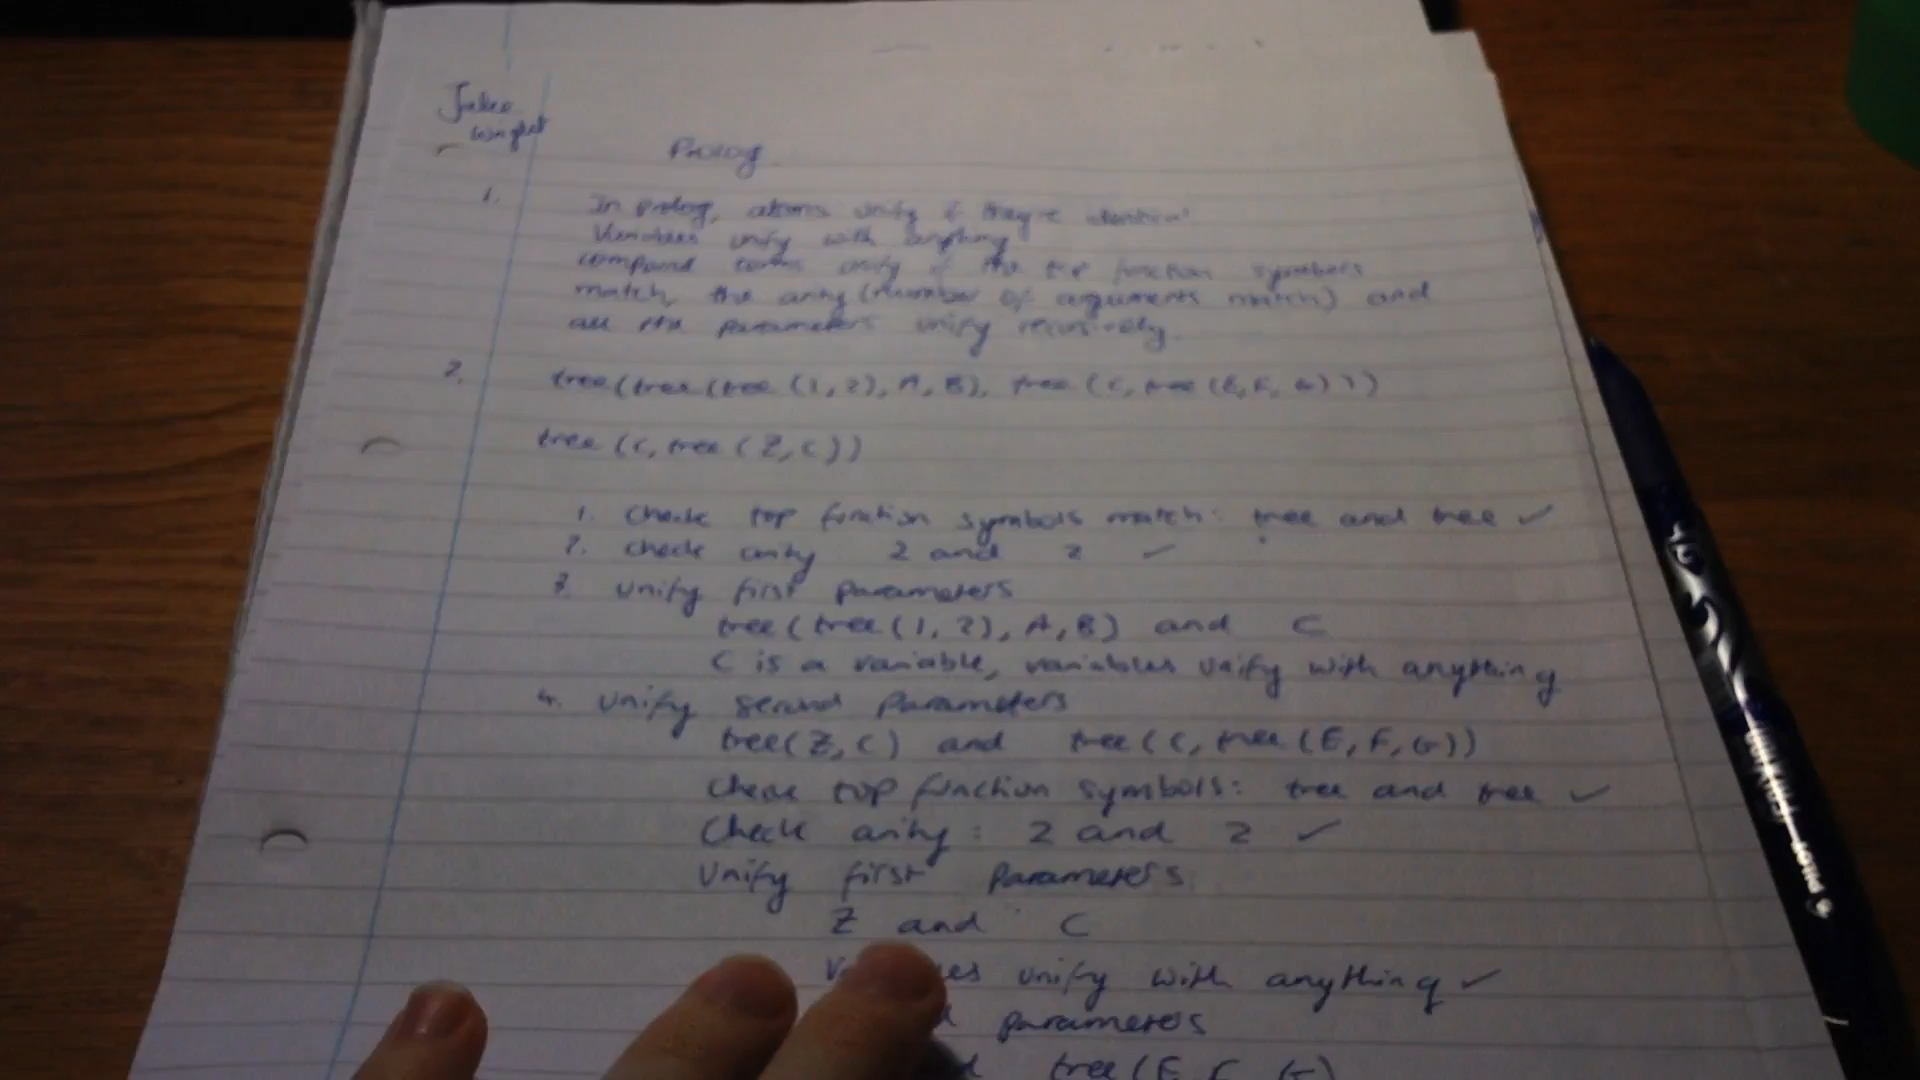 Prolog
1. In prolog, atoms unify if they're identical
Variables unify with anything
compound terms unify if the top function symbols
match, the arity (number of arguments match) and
all the parameters unify recursively.
2. tree(tree(tree(1,2),A,B), tree(C,tree(E,F,G)))
tree(C,tree(Z,C))
1. Check top function symbols match: tree and tree ✓
2. check arity 2 and 2 ✓
3. unify first parameters
tree(tree(1,2),A,B) and C
C is a variable, variables unify with anything
4. unify second parameters
tree(Z,C) and tree(C,tree(E,F,G))
check top function symbols: tree and tree ✓
Check arity: 2 and 2 ✓
Unify first parameters
Z and C
unify with anything ✓
parameters
tree(E,F,G)
PILOT